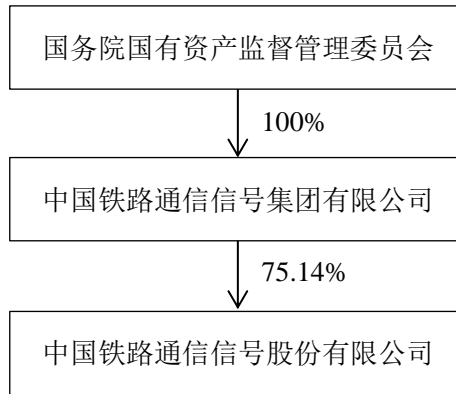 国务院国有资产监督管理委员会
100%
中国铁路通信信号集团有限公司
75.14%
中国铁路通信信号股份有限公司